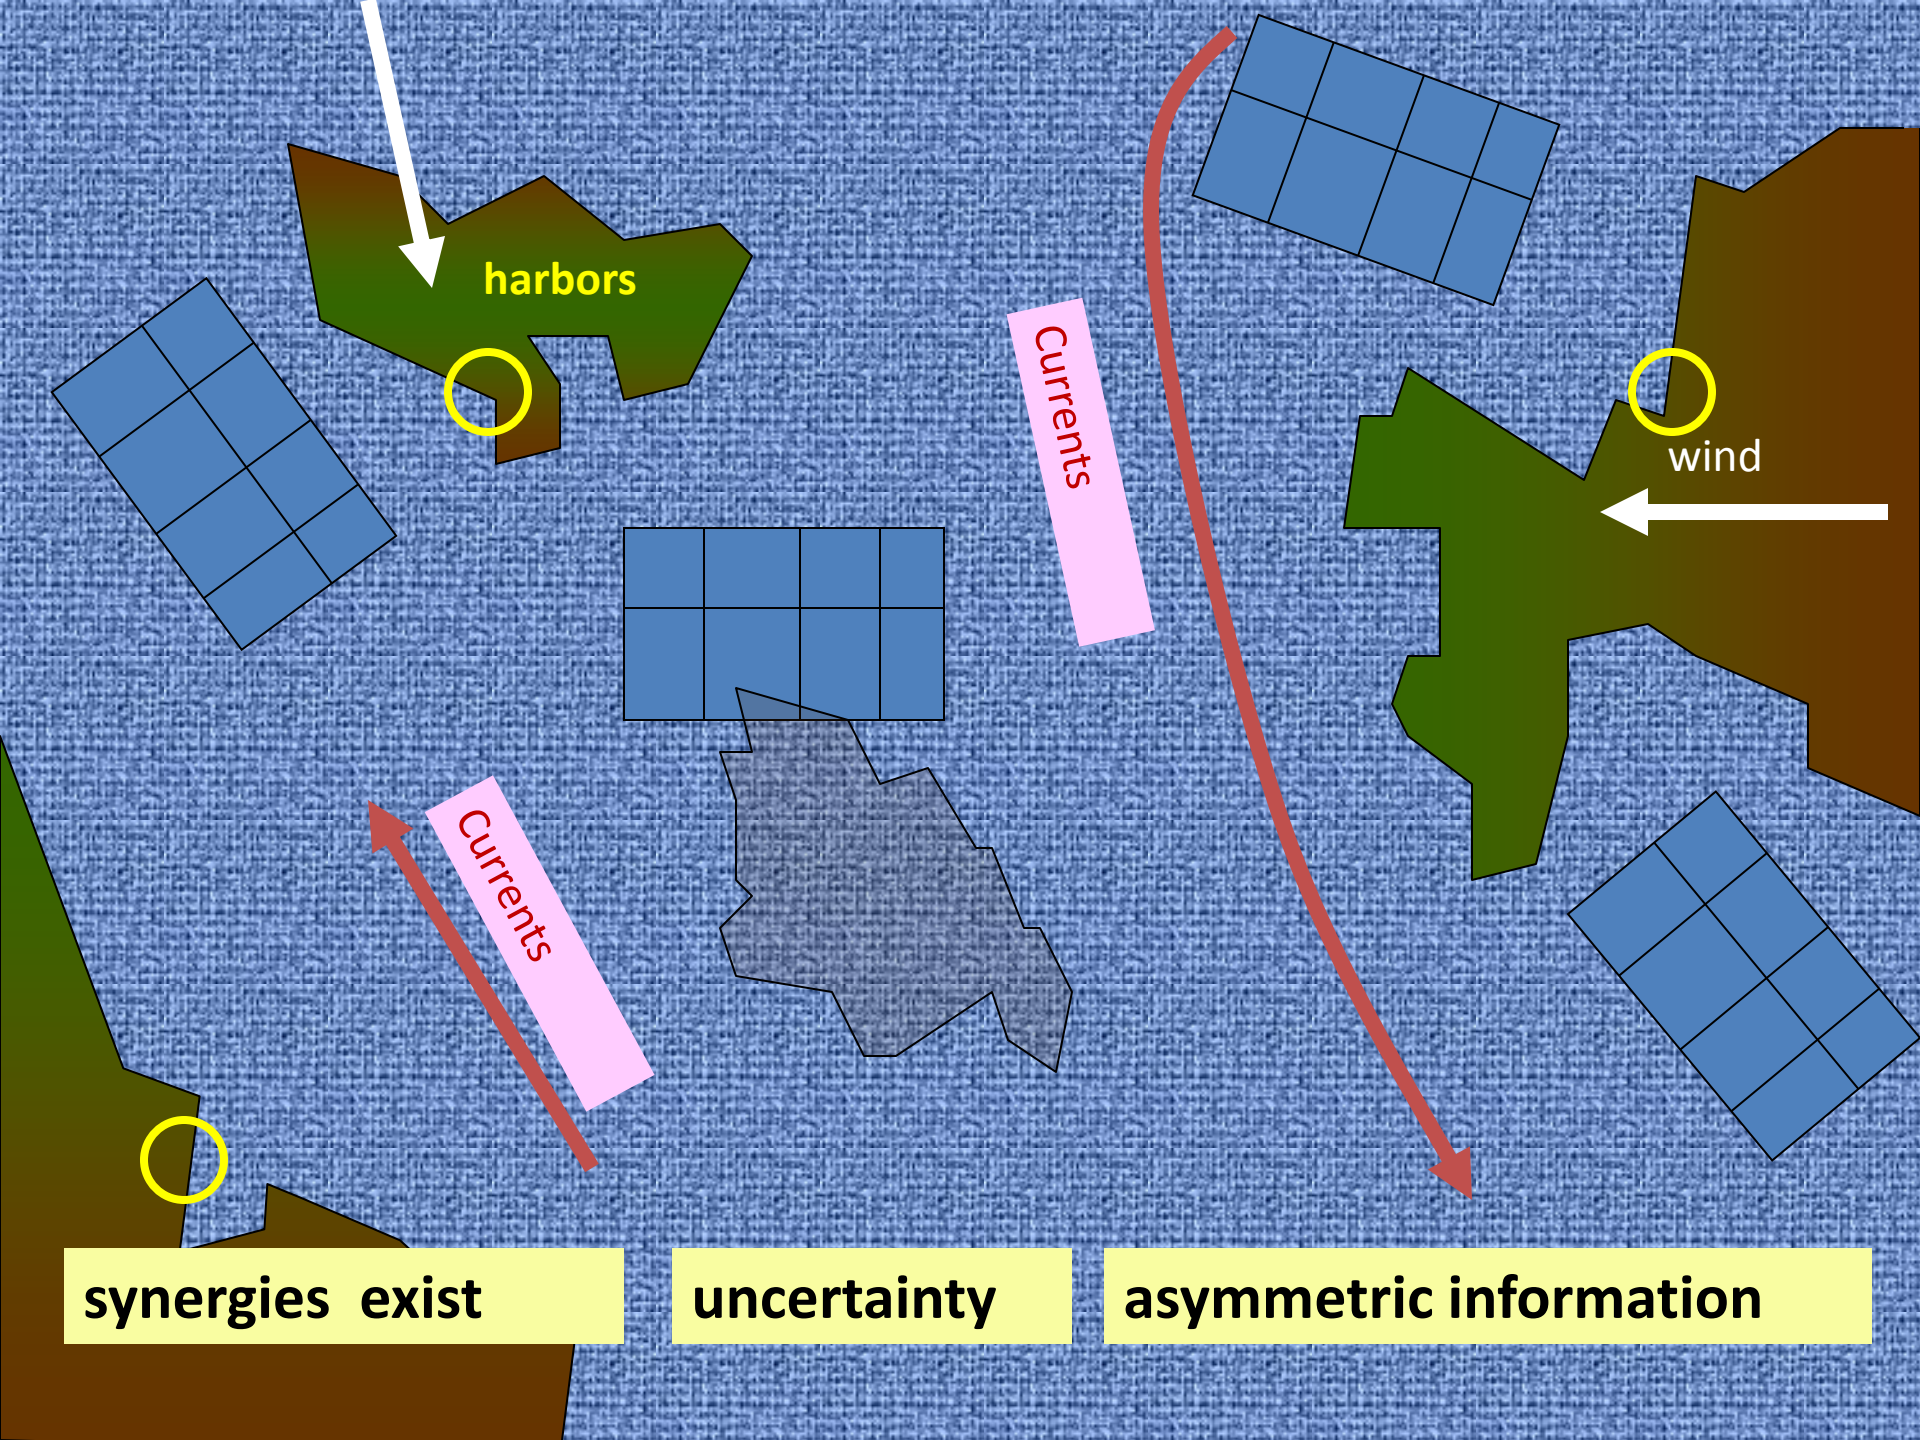 harbors
Currents
wind
Currents
synergies  exist
uncertainty
asymmetric information